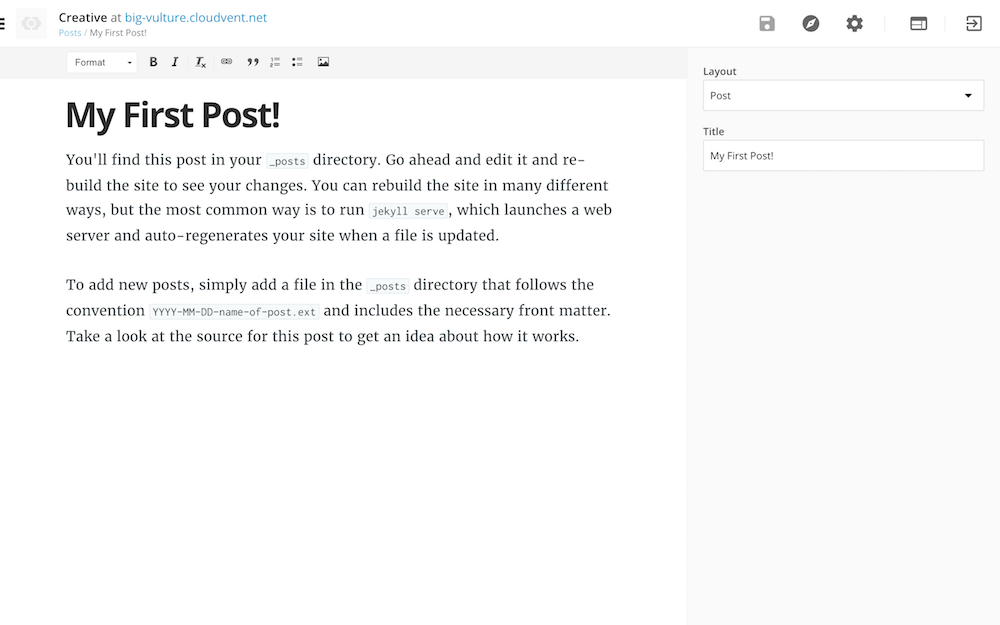 Creative at big-vulture.cloudvent.net
Posts / My First Post!
Format
B I Tx
Layout
Post
Title
My First Post!
My First Post!
You'll find this post in your _posts directory. Go ahead and edit it and re-
build the site to see your changes. You can rebuild the site in many different
ways, but the most common way is to run jekyll serve, which launches a web
server and auto-regenerates your site when a file is updated.
To add new posts, simply add a file in the _posts directory that follows the
convention YYYY-MM-DD-name-of-post.ext and includes the necessary front matter.
Take a look at the source for this post to get an idea about how it works.